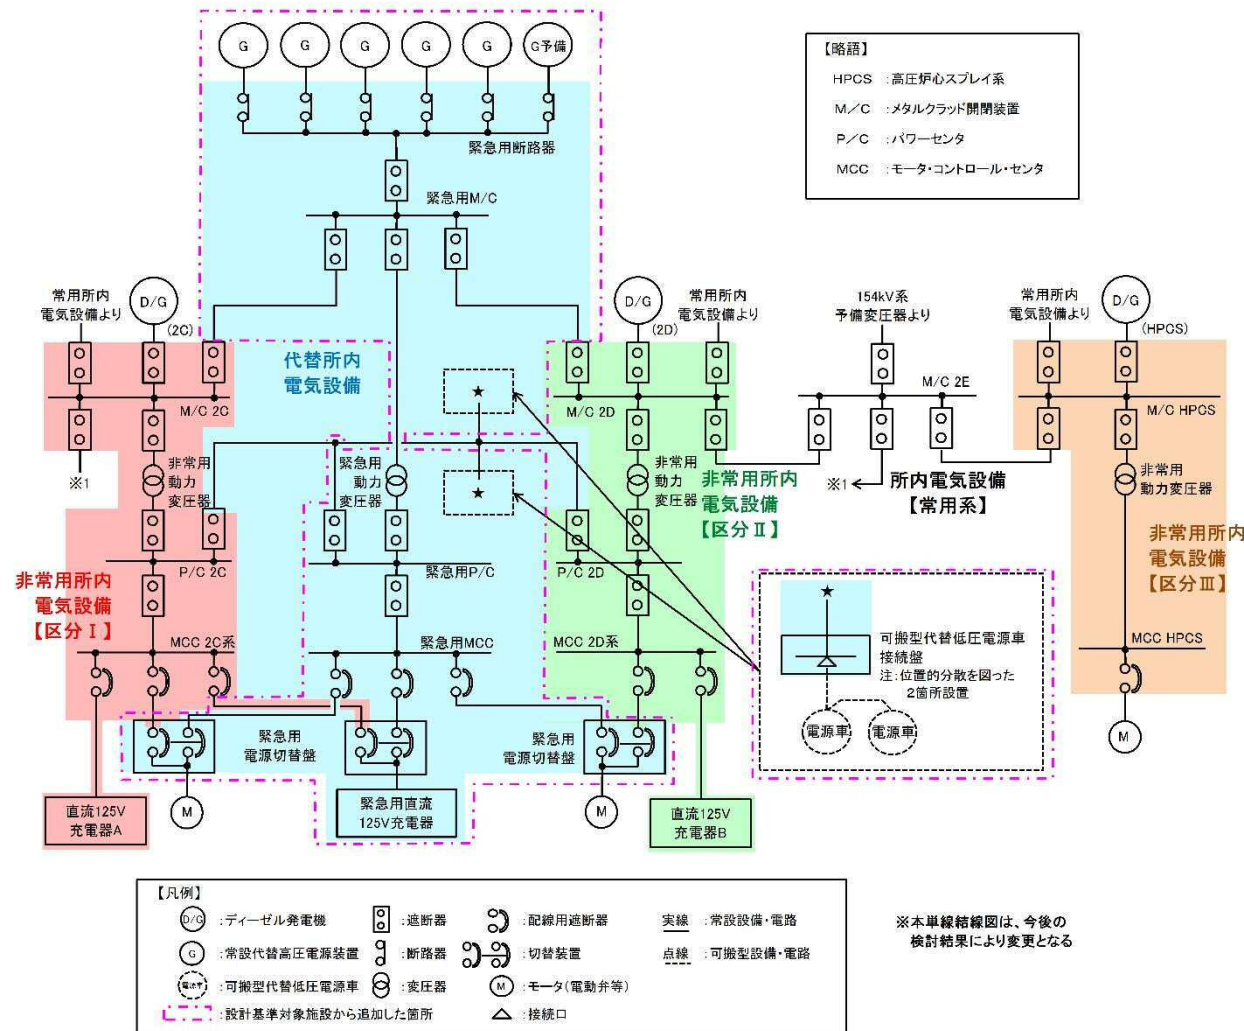 G
G
G
G
G
G予備
緊急用断路器
緊急用M/C
【略語】
HPCS :高圧炉心スプレイ系
M/C :メタルクラッド開閉装置
P/C :パワーセンタ
MCC :モータ・コントロール・センタ
常用所内
電気設備より
D/G
(2C)
D/G
(2D)
常用所内
電気設備より
154kV系
予備変圧器より
常用所内
電気設備より
D/G
(HPCS)
代替所内
電気設備
M/C 2C
M/C 2D
M/C 2E
M/C HPCS
★
★
※1
非常用
動力
変圧器
緊急用
動力
変圧器
非常用
動力
変圧器
非常用所内
電気設備
【区分Ⅱ】
※1
所内電気設備
【常用系】
非常用
動力変圧器
非常用所内
電気設備
【区分Ⅲ】
P/C 2C
緊急用P/C
P/C 2D
非常用所内
電気設備
【区分Ⅰ】
MCC 2C系
緊急用MCC
MCC 2D系
MCC HPCS
★
可搬型代替低圧電源車
接続盤
注:位置的分散を図った
2箇所設置
電源車
電源車
緊急用
電源切替盤
緊急用
電源切替盤
M
直流125V
充電器A
M
緊急用直流
125V充電器
M
直流125V
充電器B
【凡例】
D/G :ディーゼル発電機
:遮断器
:配線用遮断器
実線 :常設設備・電路
G :常設代替高圧電源装置
:断路器
:切替装置
点線 :可搬型設備・電路
電源車 :可搬型代替低圧電源車
:変圧器
M :モータ(電動弁等)
:設計基準対象施設から追加した箇所
:接続口
※本単線結線図は、今後の
検討結果により変更となる